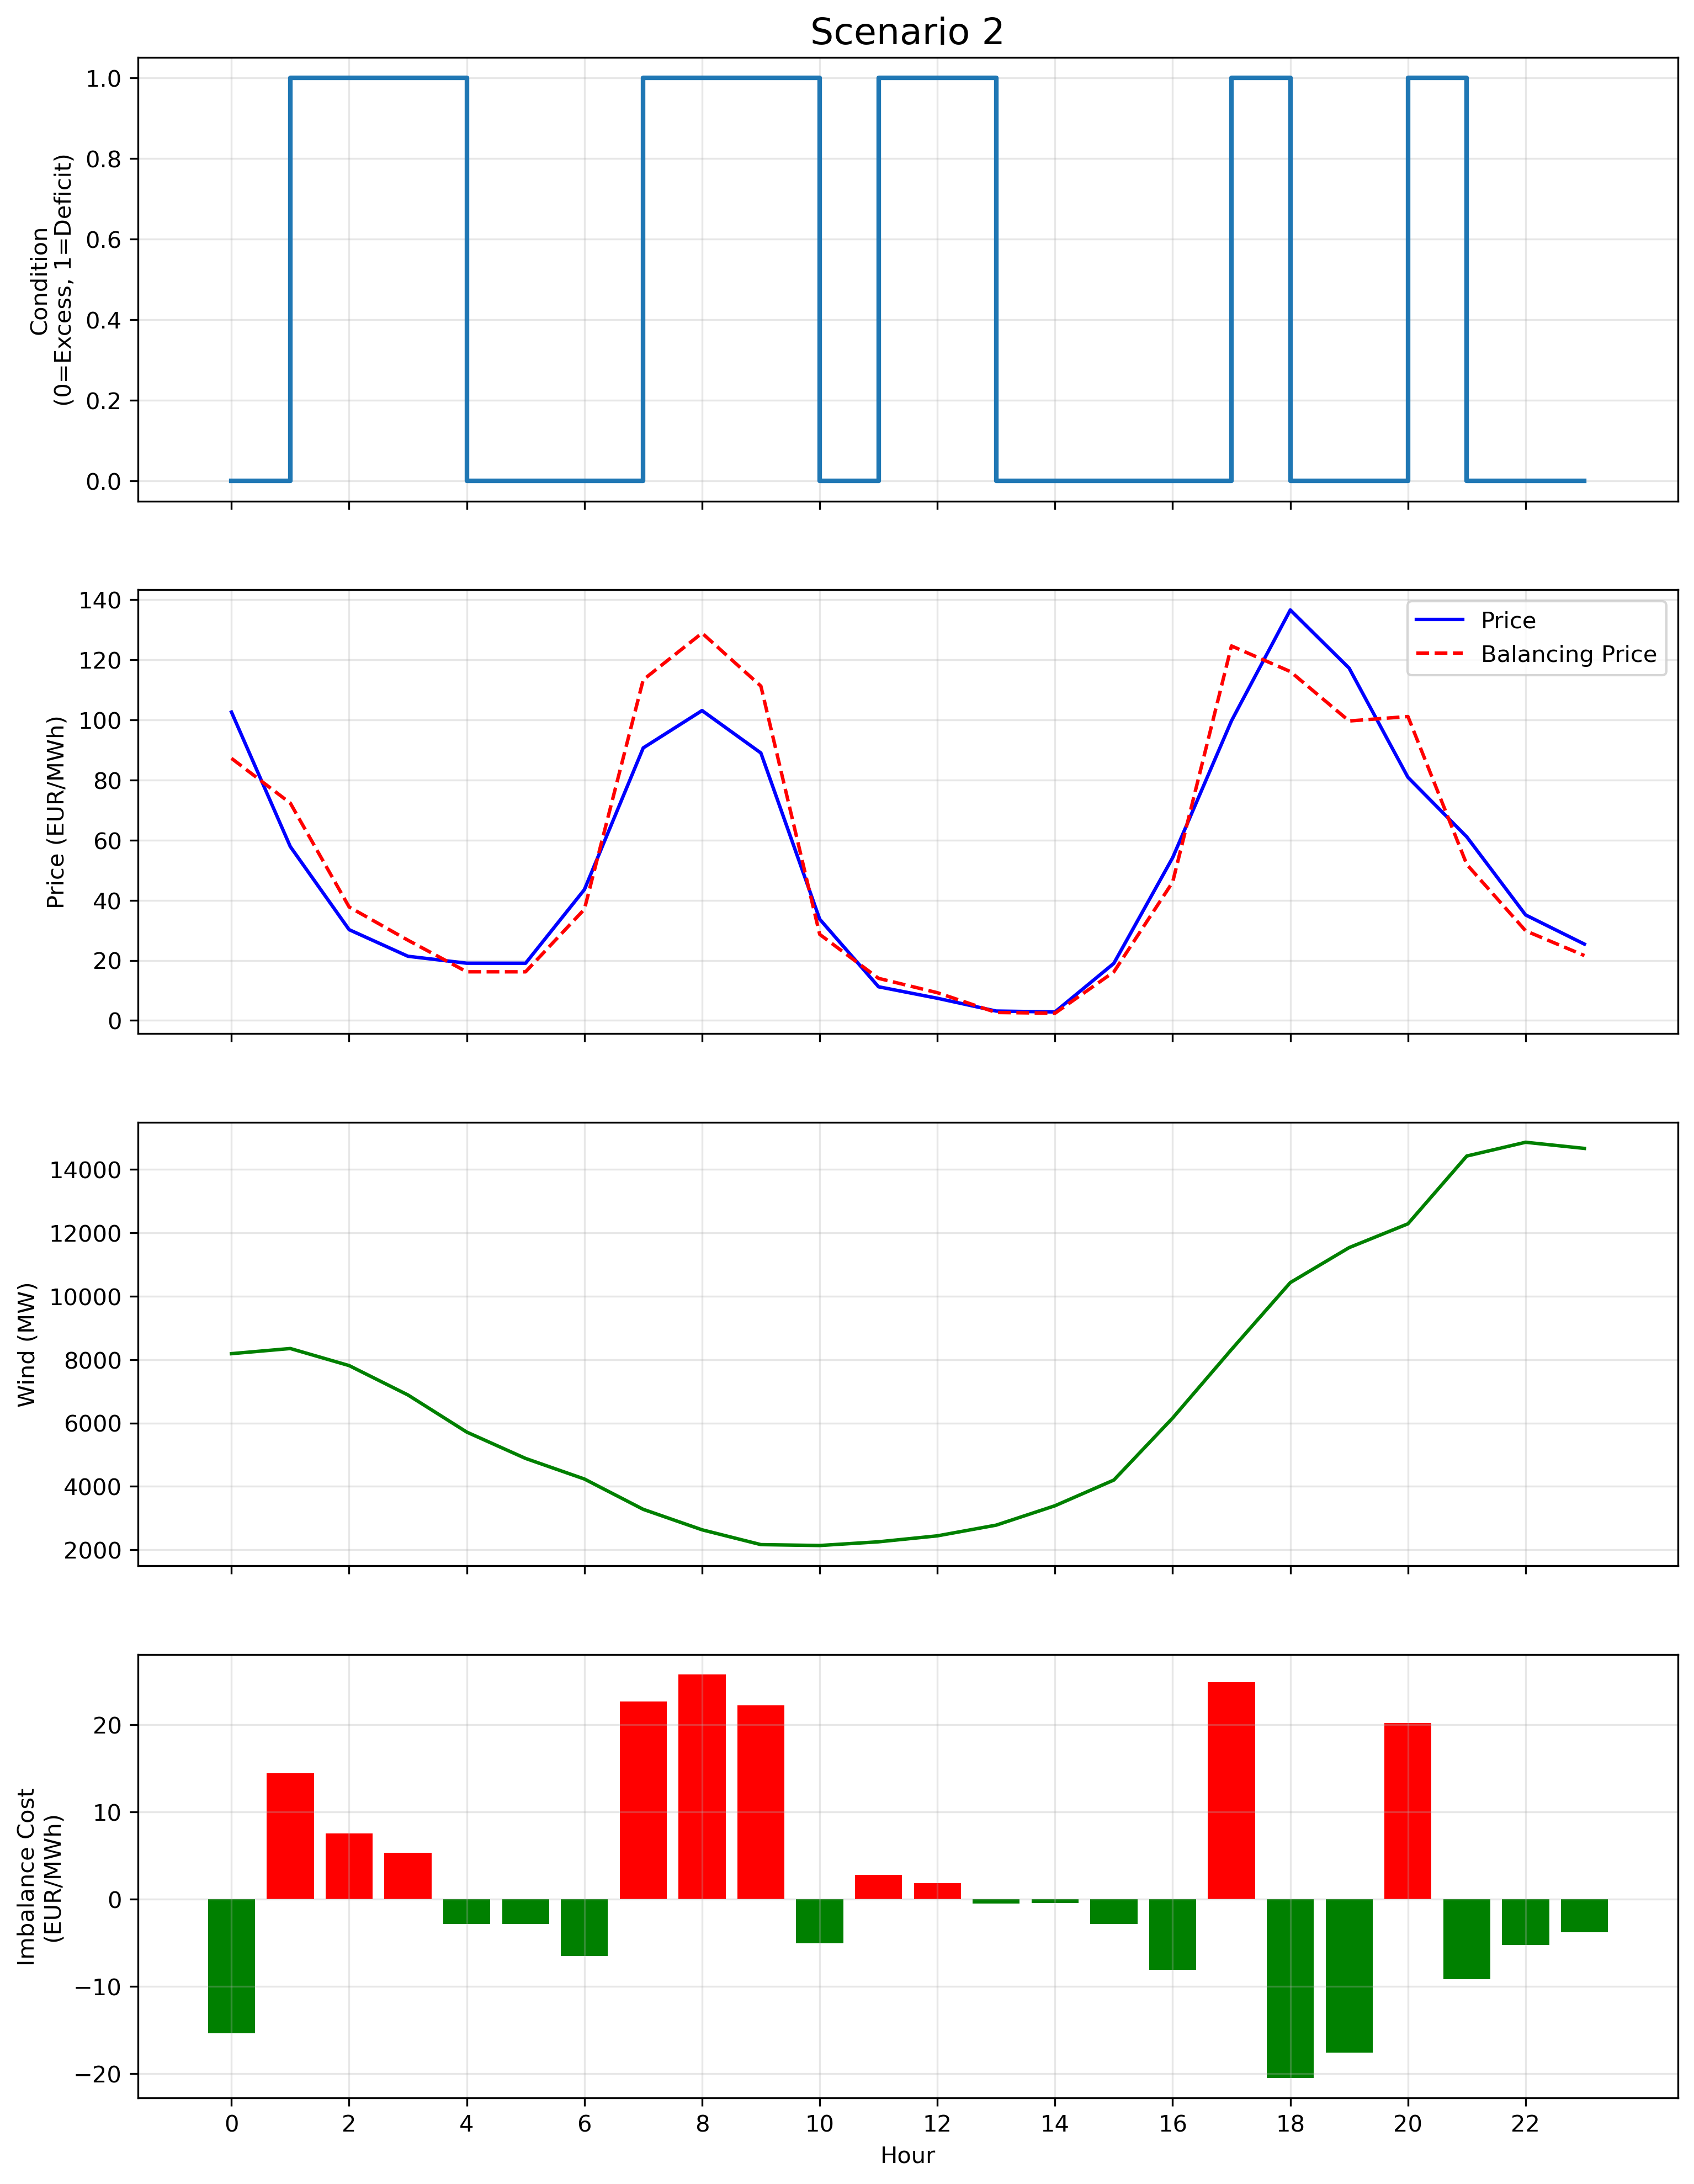 Scenario 2
1.0
0.8
0.6
0.4
0.2
0.0
Condition
(0=Excess, 1=Deficit)
140
120
100
80
60
40
20
0
Price (EUR/MWh)
Price
Balancing Price
14000
12000
10000
8000
6000
4000
2000
Wind (MW)
20
10
0
−10
−20
Imbalance Cost
(EUR/MWh)
0 2 4 6 8 10 12 14 16 18 20 22
Hour